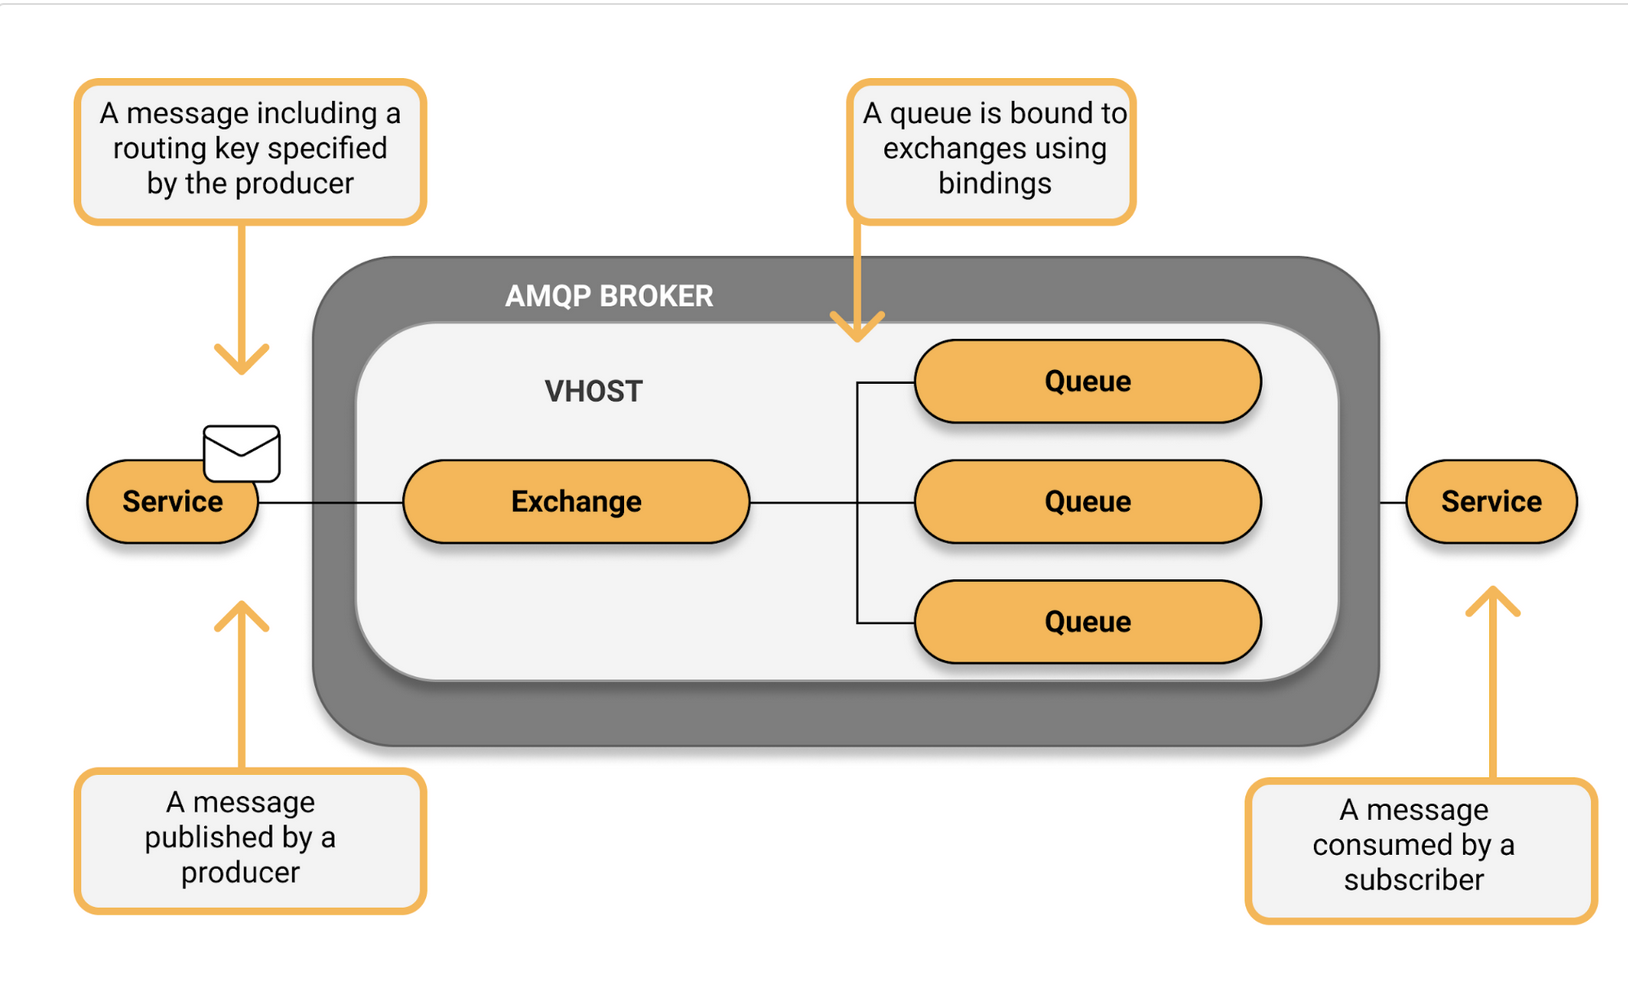 A message including a
routing key specified
by the producer
A queue is bound to
exchanges using
bindings
AMQP BROKER
VHOST
Queue
Service
Exchange
Queue
Service
Queue
A message
published by a
producer
A message
consumed by a
subscriber